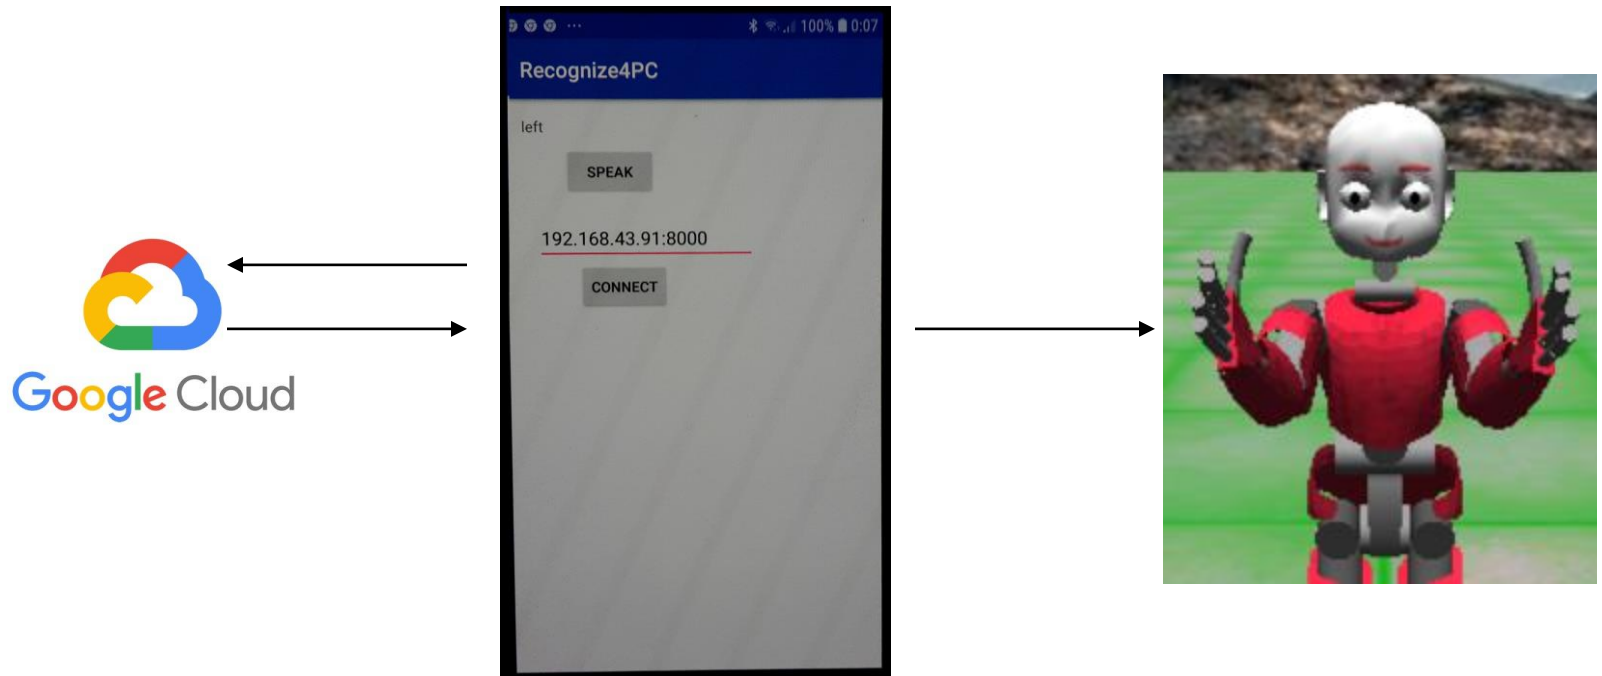 100% 0:07
Recognize4PC
left
SPEAK
192.168.43.91:8000
CONNECT
Google Cloud